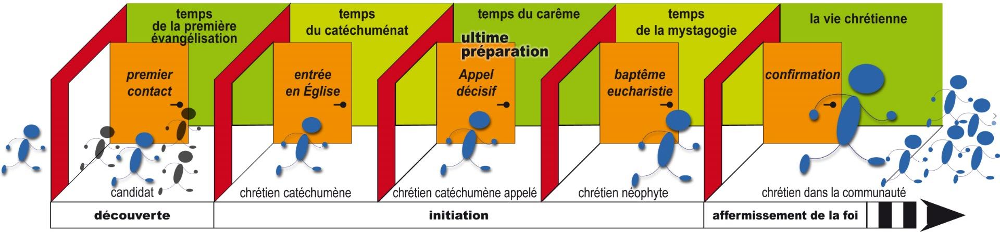 temps
de la première
évangélisation
temps
du catéchuménat
temps du carême
ultime
préparation
temps
de la mystagogie
la vie chrétienne
premier
contact
entrée
en Église
Appel
décisif
baptême
eucharistie
confirmation
candidat
chrétien catéchumène
chrétien catéchumène appelé
chrétien néophyte
chrétien dans la communauté
découverte
initiation
affermissement de la foi